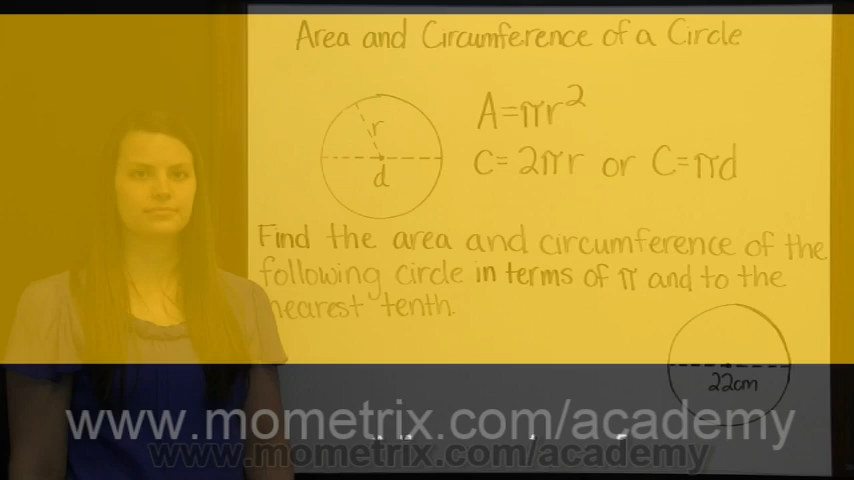 Area and Circumference of a Circle
r
d
A=πr²
C=2πr or C=πd
Find the area and circumference of the
following circle in terms of π and to the
nearest tenth.
22cm
www.mometrix.com/academy
www.mometrix.com/academy